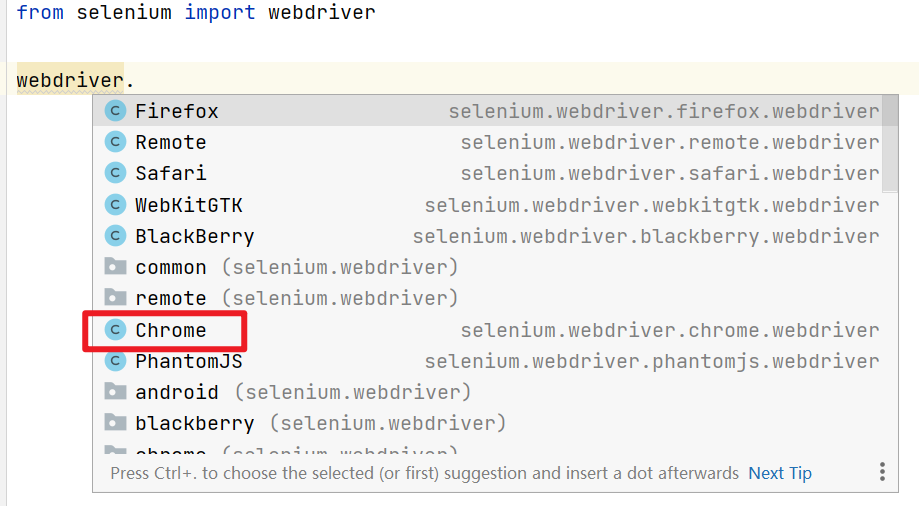 from selenium import webdriver
webdriver.
C Firefox selenium.webdriver.firefox.webdriver
C Remote selenium.webdriver.remote.webdriver
C Safari selenium.webdriver.safari.webdriver
C WebKitGTK selenium.webdriver.webkitgtk.webdriver
C BlackBerry selenium.webdriver.blackberry.webdriver
common (selenium.webdriver)
remote (selenium.webdriver)
C Chrome selenium.webdriver.chrome.webdriver
C PhantomJS selenium.webdriver.phantomjs.webdriver
android (selenium.webdriver)
blackberry (selenium.webdriver)
chrome (selenium.webdriver)
Press Ctrl+. to choose the selected (or first) suggestion and insert a dot afterwards Next Tip